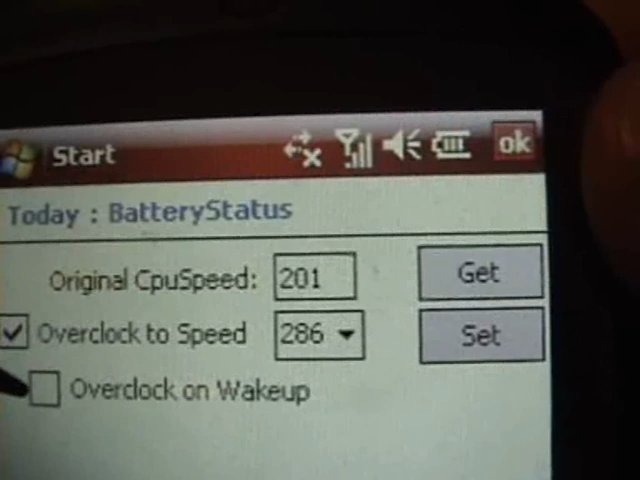 Start ok
Today : BatteryStatus
Original CpuSpeed: 201 Get
Overclock to Speed 286 Set
Overclock on Wakeup